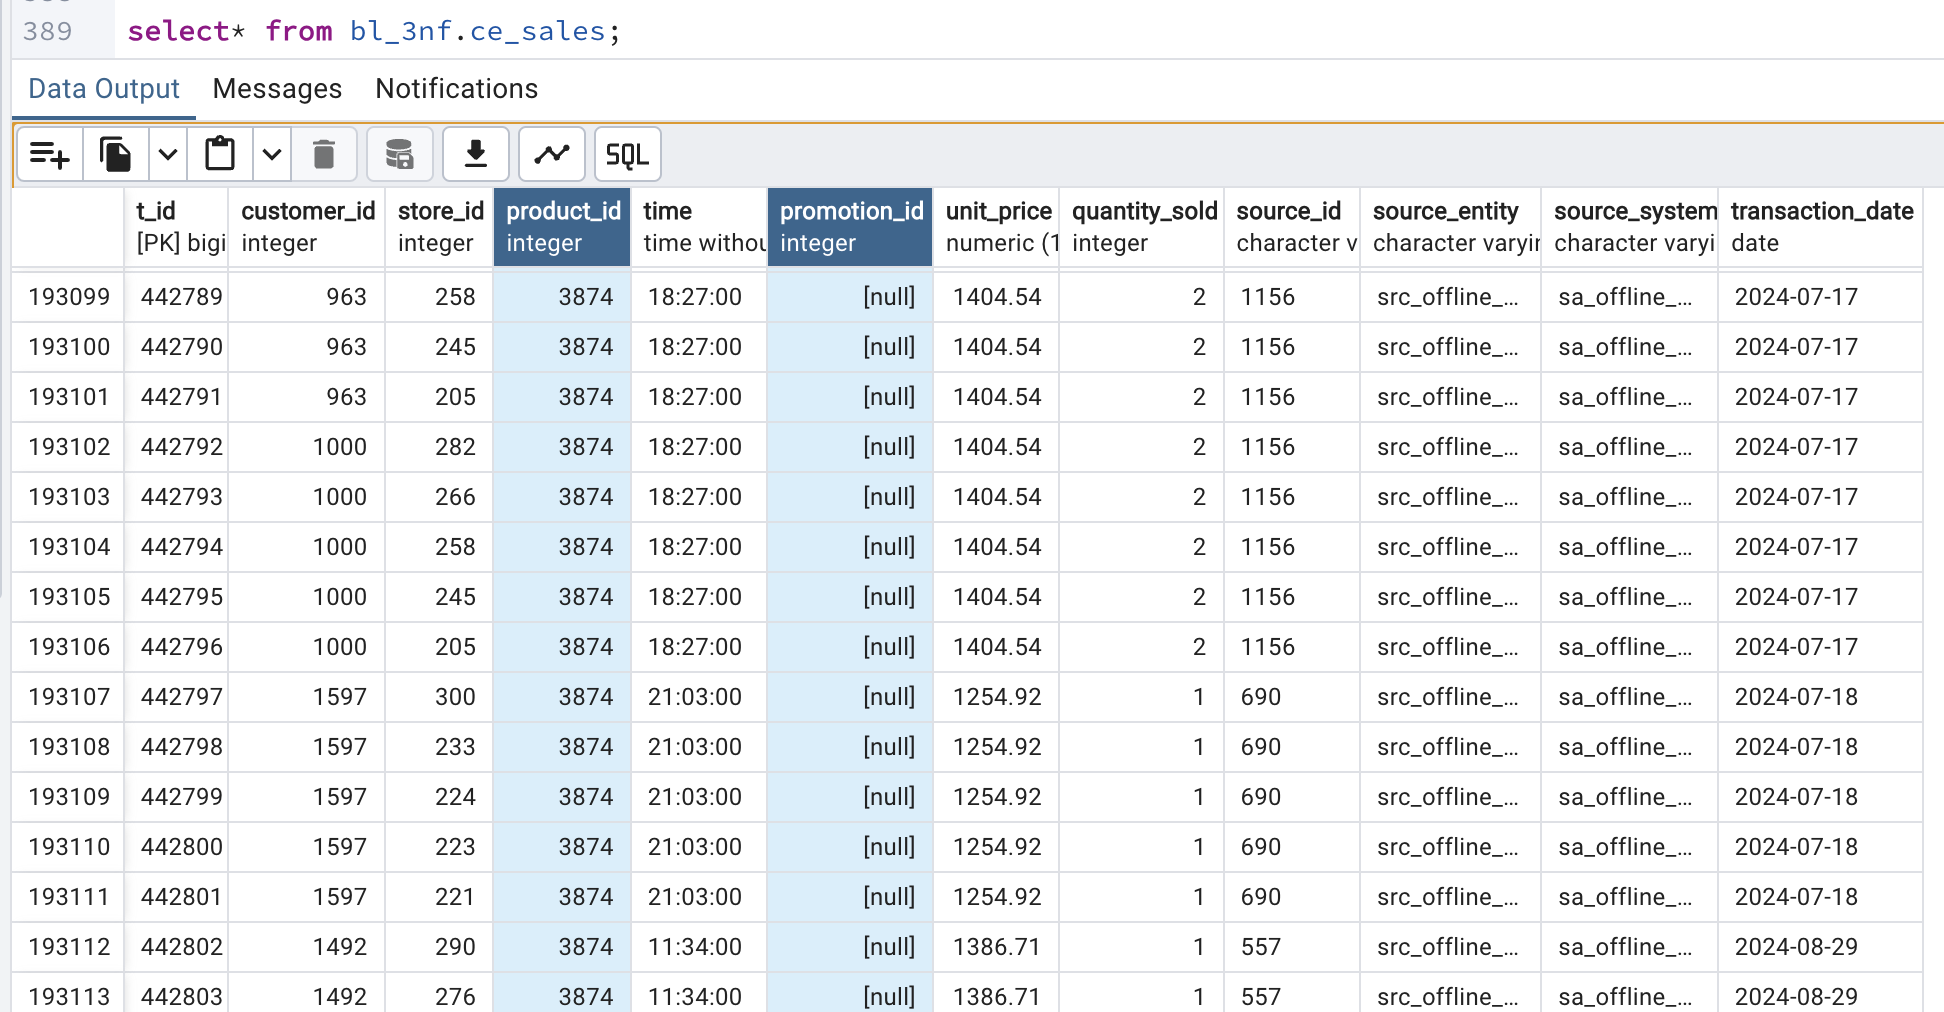 389 select* from bl_3nf.ce_sales;
Data Output Messages Notifications
SQL
t_id customer_id store_id product_id time promotion_id unit_price quantity_sold source_id source_entity source_system transaction_date
[PK] bigi integer integer integer time withou integer numeric (1 integer character v character varyin character varyi date
193099 442789 963 258 3874 18:27:00 [null] 1404.54 2 1156 src_offline_... sa_offline_... 2024-07-17
193100 442790 963 245 3874 18:27:00 [null] 1404.54 2 1156 src_offline_... sa_offline_... 2024-07-17
193101 442791 963 205 3874 18:27:00 [null] 1404.54 2 1156 src_offline_... sa_offline_... 2024-07-17
193102 442792 1000 282 3874 18:27:00 [null] 1404.54 2 1156 src_offline_... sa_offline_... 2024-07-17
193103 442793 1000 266 3874 18:27:00 [null] 1404.54 2 1156 src_offline_... sa_offline_... 2024-07-17
193104 442794 1000 258 3874 18:27:00 [null] 1404.54 2 1156 src_offline_... sa_offline_... 2024-07-17
193105 442795 1000 245 3874 18:27:00 [null] 1404.54 2 1156 src_offline_... sa_offline_... 2024-07-17
193106 442796 1000 205 3874 18:27:00 [null] 1404.54 2 1156 src_offline_... sa_offline_... 2024-07-17
193107 442797 1597 300 3874 21:03:00 [null] 1254.92 1 690 src_offline_... sa_offline_... 2024-07-18
193108 442798 1597 233 3874 21:03:00 [null] 1254.92 1 690 src_offline_... sa_offline_... 2024-07-18
193109 442799 1597 224 3874 21:03:00 [null] 1254.92 1 690 src_offline_... sa_offline_... 2024-07-18
193110 442800 1597 223 3874 21:03:00 [null] 1254.92 1 690 src_offline_... sa_offline_... 2024-07-18
193111 442801 1597 221 3874 21:03:00 [null] 1254.92 1 690 src_offline_... sa_offline_... 2024-07-18
193112 442802 1492 290 3874 11:34:00 [null] 1386.71 1 557 src_offline_... sa_offline_... 2024-08-29
193113 442803 1492 276 3874 11:34:00 [null] 1386.71 1 557 src_offline_... sa_offline_... 2024-08-29